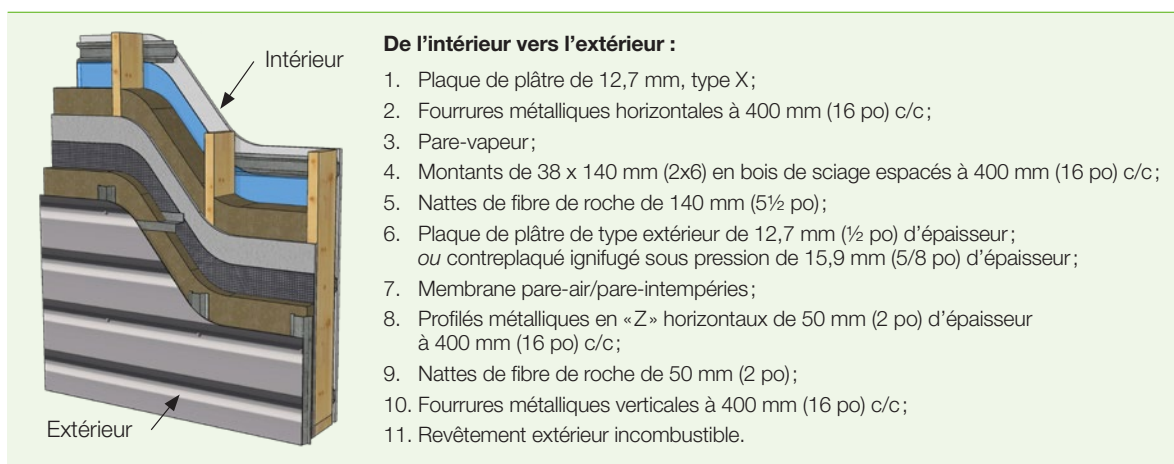 Intérieur
Extérieur
De l’intérieur vers l’extérieur :
1. Plaque de plâtre de 12,7 mm, type X ;
2. Fourrures métalliques horizontales à 400 mm (16 po) c/c ;
3. Pare-vapeur ;
4. Montants de 38 x 140 mm (2x6) en bois de sciage espacés à 400 mm (16 po) c/c ;
5. Nattes de fibre de roche de 140 mm (5½ po) ;
6. Plaque de plâtre de type extérieur de 12,7 mm (½ po) d’épaisseur ;
ou contreplaqué ignifugé sous pression de 15,9 mm (5/8 po) d’épaisseur ;
7. Membrane pare-air/pare-intempéries ;
8. Profilés métalliques en «Z» horizontaux de 50 mm (2 po) d’épaisseur
à 400 mm (16 po) c/c ;
9. Nattes de fibre de roche de 50 mm (2 po) ;
10. Fourrures métalliques verticales à 400 mm (16 po) c/c ;
11. Revêtement extérieur incombustible.